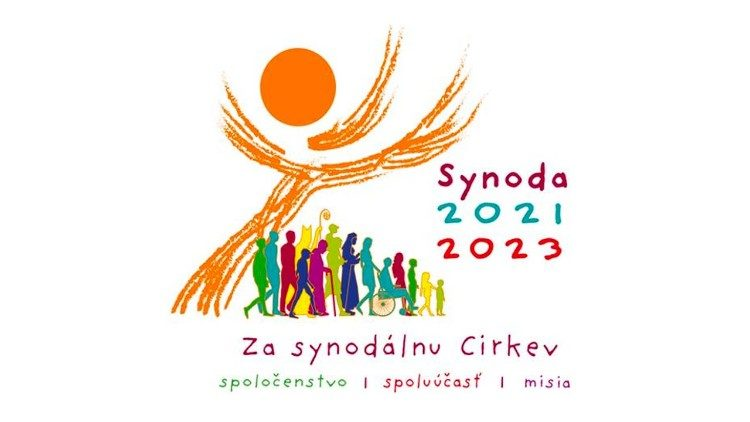 Synoda
2021
2023
Za synodálnu Cirkev
spoločenstvo | spoluúčasť | misia